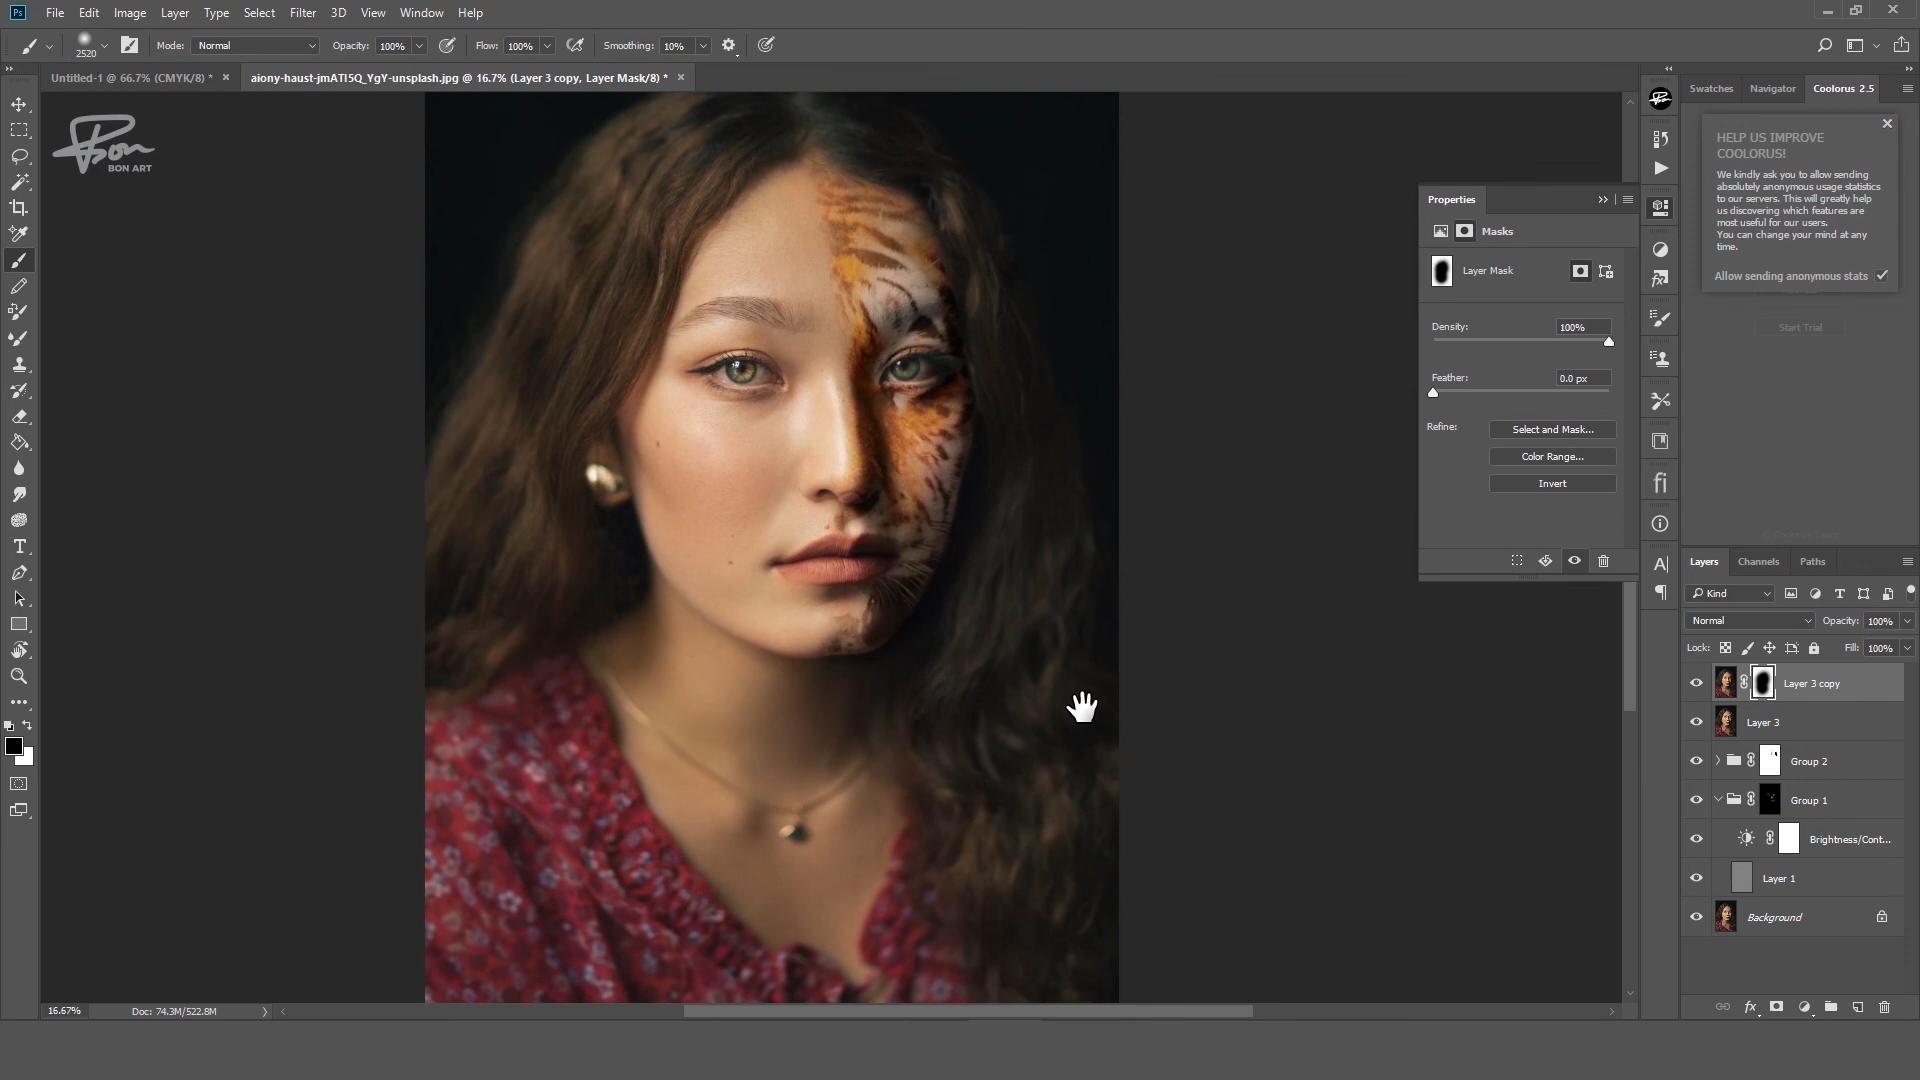 Ps File Edit Image Layer Type Select Filter 3D View Window Help
2520 Mode: Normal Opacity: 100% Flow: 100% Smoothing: 10%
Untitled-1 @ 66.7% (CMYK/8) * × aiony-haust-jmATI5Q_YgY-unsplash.jpg @ 16.7% (Layer 3 copy, Layer Mask/8) * ×
Bon
BON ART
Properties
Masks
Layer Mask
Density: 100%
Feather: 0.0 px
Refine: Select and Mask...
Color Range...
Invert
Swatches Navigator Coolorus 2.5
HELP US IMPROVE
COOLORUS!
We kindly ask you to allow sending
absolutely anonymous usage statistics
to our servers. This will greatly help
us discovering which features are
most useful for our users.
You can change your mind at any
time.
Allow sending anonymous stats
Start Trial
Layers Channels Paths
Kind
Normal Opacity: 100%
Lock: Fill: 100%
Layer 3 copy
Layer 3
Group 2
Group 1
Brightness/Cont...
Layer 1
Background
fx
16.67% Doc: 74.3M/522.8M